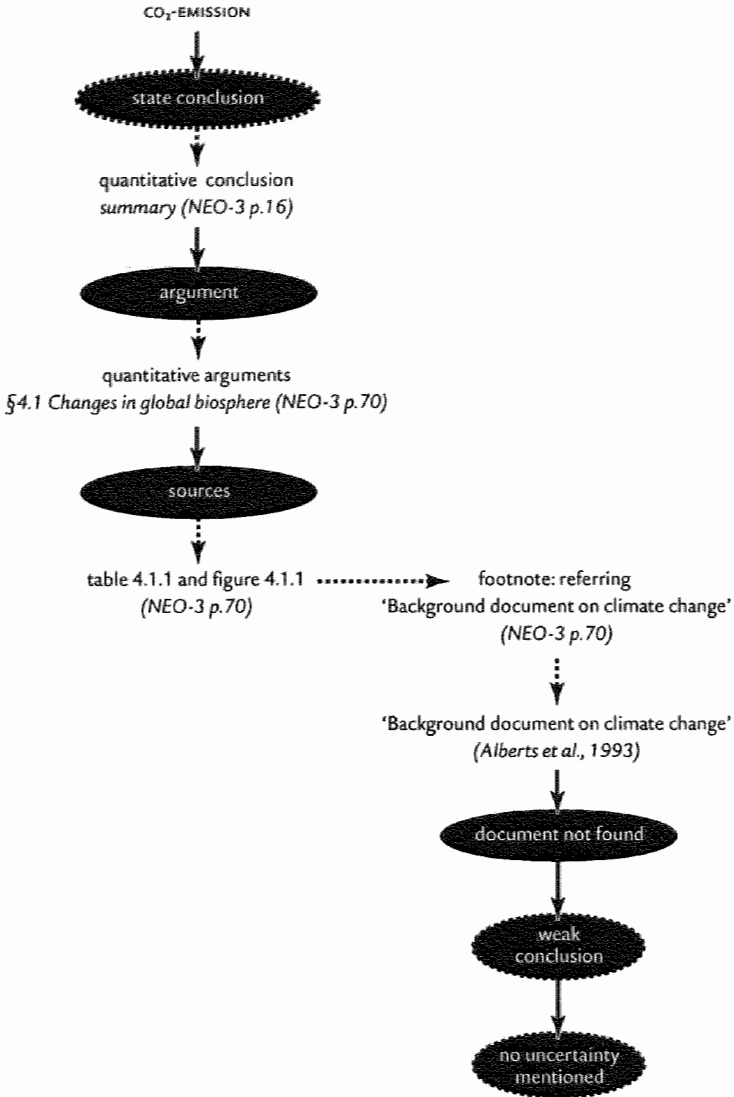 CO₂-EMISSION
state conclusion
quantitative conclusion
summary (NEO-3 p.16)
argument
quantitative arguments
§4.1 Changes in global biosphere (NEO-3 p.70)
sources
table 4.1.1 and figure 4.1.1
(NEO-3 p.70)
footnote: referring
'Background document on climate change'
(NEO-3 p.70)
'Background document on climate change'
(Alberts et al., 1993)
document not found
weak
conclusion
no uncertainty
mentioned